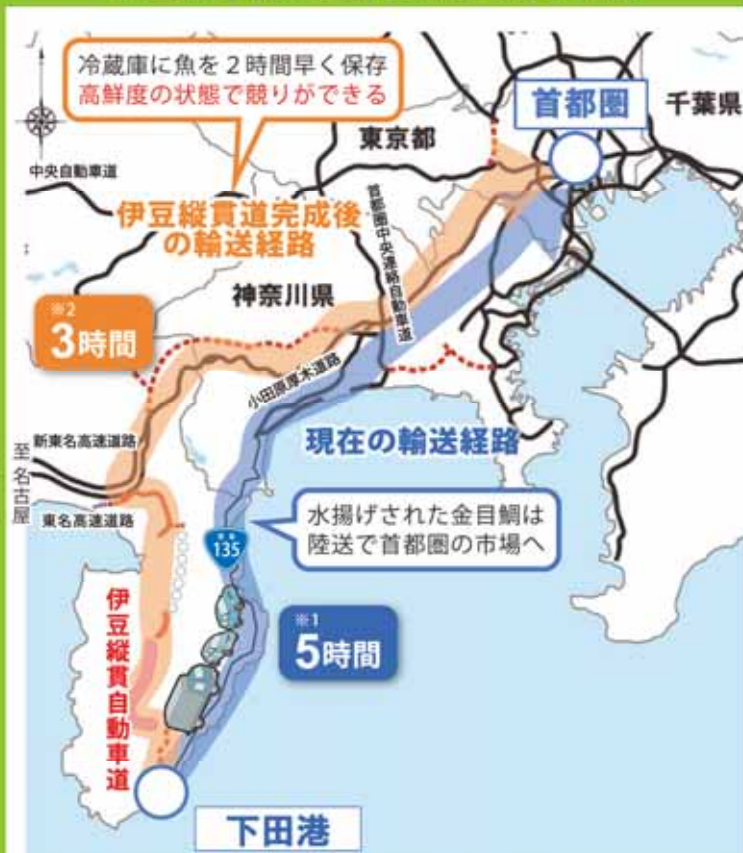 冷蔵庫に魚を２時間早く保存
高鮮度の状態で競りができる
首都圏
千葉県
東京都
中央自動車道
伊豆縦貫道完成後
の輸送経路
首都圏中央連絡自動車道
神奈川県
※2
3時間
小田原厚木道路
新東名高速道路
至 名古屋
東名高速道路
現在の輸送経路
水揚げされた金目鯛は
陸送で首都圏の市場へ
135
※1
5時間
伊豆縦貫自動車道
下田港